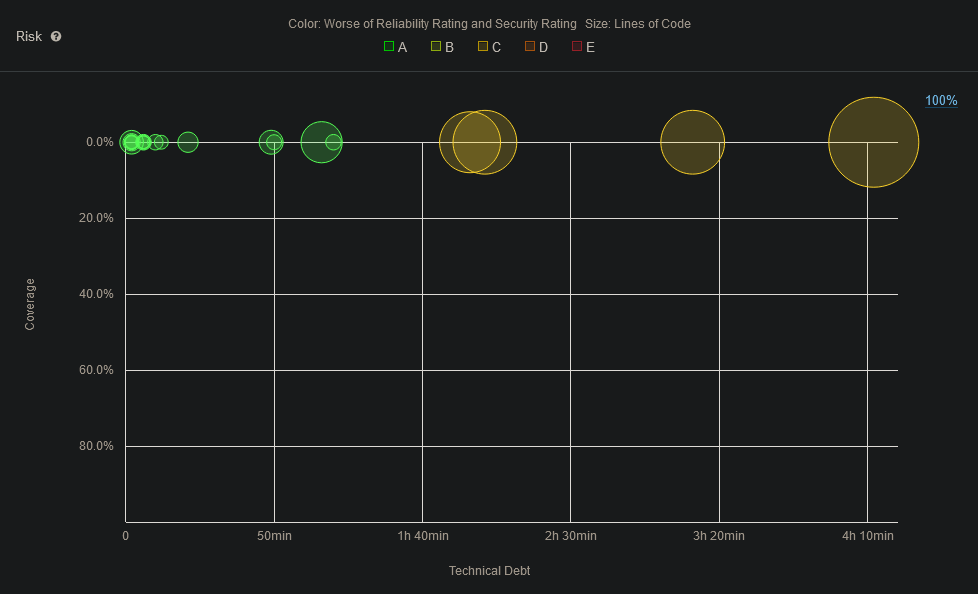 Color: Worse of Reliability Rating and Security Rating Size: Lines of Code
Risk
A B C D E
100%
0.0%
20.0%
40.0%
60.0%
80.0%
Coverage
0 50min 1h 40min 2h 30min 3h 20min 4h 10min
Technical Debt